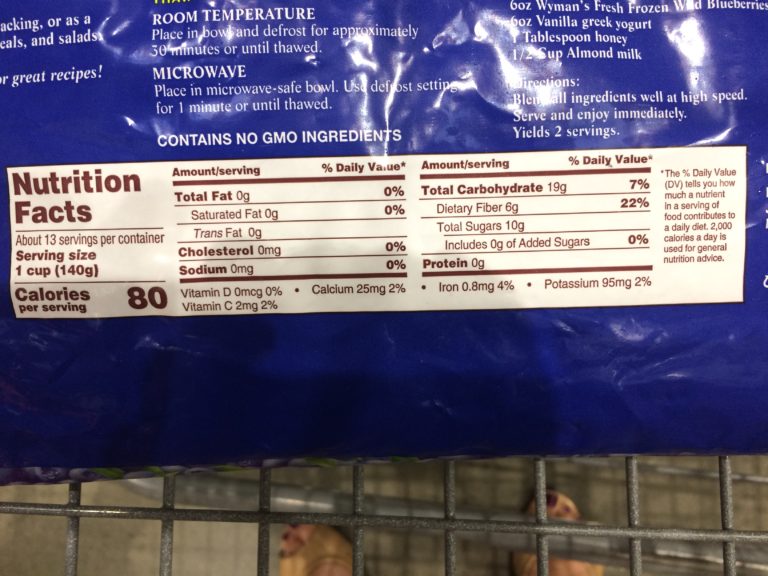 acking, or as a
eals, and salads
r great recipes!
ROOM TEMPERATURE
Place in bowl and defrost for approximately
30 minutes or until thawed.
MICROWAVE
Place in microwave-safe bowl. Use defrost setting
for 1 minute or until thawed.
CONTAINS NO GMO INGREDIENTS
6oz Wyman's Fresh Frozen Wild Blueberries
6oz Vanilla greek yogurt
1 Tablespoon honey
1/2 Cup Almond milk
Directions:
Blend all ingredients well at high speed.
Serve and enjoy immediately.
Yields 2 servings.
Nutrition
Facts
About 13 servings per container
Serving size
1 cup (140g)
Calories 80
per serving
Amount/serving % Daily Value*
Total Fat 0g 0%
Saturated Fat 0g 0%
Trans Fat 0g
Cholesterol 0mg 0%
Sodium 0mg 0%
Amount/serving % Daily Value*
Total Carbohydrate 19g 7%
Dietary Fiber 6g 22%
Total Sugars 10g
Includes 0g of Added Sugars 0%
Protein 0g
Vitamin D 0mcg 0% • Calcium 25mg 2% • Iron 0.8mg 4% • Potassium 95mg 2%
Vitamin C 2mg 2%
*The % Daily Value
(DV) tells you how
much a nutrient
in a serving of
food contributes to
a daily diet. 2,000
calories a day is
used for general
nutrition advice.